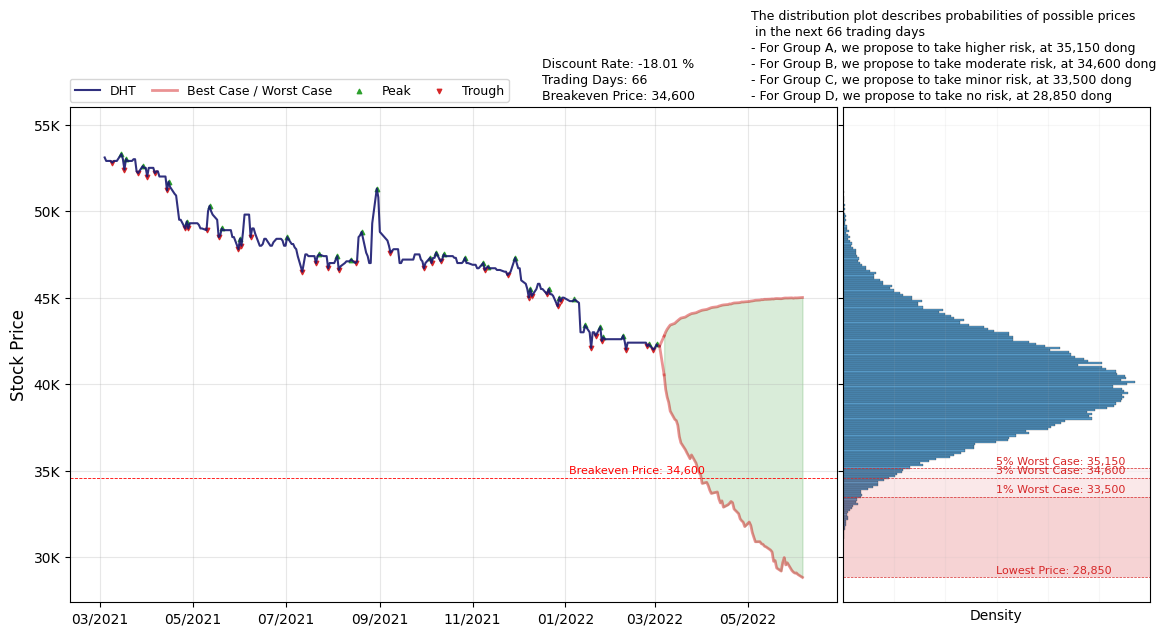 The distribution plot describes probabilities of possible prices
in the next 66 trading days
- For Group A, we propose to take higher risk, at 35,150 dong
- For Group B, we propose to take moderate risk, at 34,600 dong
- For Group C, we propose to take minor risk, at 33,500 dong
- For Group D, we propose to take no risk, at 28,850 dong
Discount Rate: -18.01 %
Trading Days: 66
Breakeven Price: 34,600
DHT
Best Case / Worst Case
Peak
Trough
Stock Price
55K
50K
45K
40K
35K
30K
Breakeven Price: 34,600
03/2021
05/2021
07/2021
09/2021
11/2021
01/2022
03/2022
05/2022
5% Worst Case: 35,150
3% Worst Case: 34,600
1% Worst Case: 33,500
Lowest Price: 28,850
Density